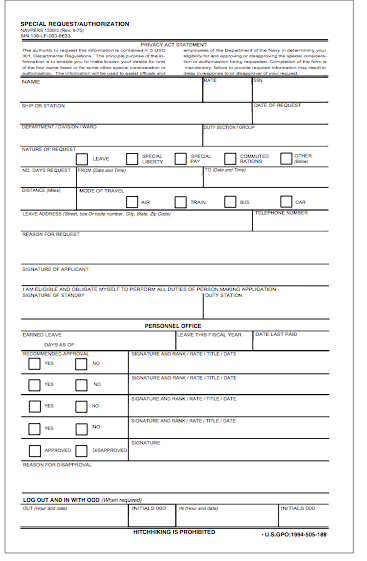 SPECIAL REQUEST/AUTHORIZATION
NAVPERS 1336/3 (Rev. 9-75)
S/N 106-LF-063-6633
PRIVACY ACT STATEMENT
The authority to request this information is contained in 5 USC
301, Departmental Regulations. The principal purpose of the in-
formation is to enable you to make known your desire for one
of the four items listed or for some other special consideration or
authorization. The information will be used to assist officials and
employees of the Department of the Navy in determining your
eligibility for and approving or disapproving the special considera-
tion or authorization being requested. Completion of the form is
mandatory; failure to provide required information may result in
delay in response to or disapproval of your request.
NAME RATE SSN
SHIP OR STATION DATE OF REQUEST
DEPARTMENT / DIVISION / WARD DUTY SECTION / GROUP
NATURE OF REQUEST
LEAVE SPECIAL LIBERTY SPECIAL PAY COMMUTED RATIONS OTHER (Below)
NO. DAYS REQUEST FROM (Date and Time) TO (Date and Time)
DISTANCE (Miles) MODE OF TRAVEL
AIR TRAIN BUS CAR
LEAVE ADDRESS (Street, box Or route number , City, State, Zip Code) TELEPHONE NUMBER
REASON FOR REQUEST
SIGNATURE OF APPLICANT:
I AM ELIGIBLE AND OBLIGATE MYSELF TO PERFORM ALL DUTIES OF PERSON MAKING APPLICATION -
SIGNATURE OF STANDBY DUTY STATION
PERSONNEL OFFICE
EARNED LEAVE LEAVE THIS FISCAL YEAR DATE LAST PAID
DAYS AS OF:
RECOMMENDED APPROVAL SIGNATURE AND RANK / RATE / TITLE / DATE
YES NO
SIGNATURE AND RANK / RATE / TITLE / DATE
YES NO
SIGNATURE AND RANK / RATE / TITLE / DATE
YES NO
SIGNATURE AND RANK / RATE / TITLE / DATE
YES NO
SIGNATURE
APPROVED DISAPPROVED
REASON FOR DISAPPROVAL
LOG OUT AND IN WITH OOD (When required)
OUT (Hour and date) INITIALS OOD IN (Hour and date) INITIALS OOD
HITCHHIKING IS PROHIBITED
* U.S.GPO:1994-505-188